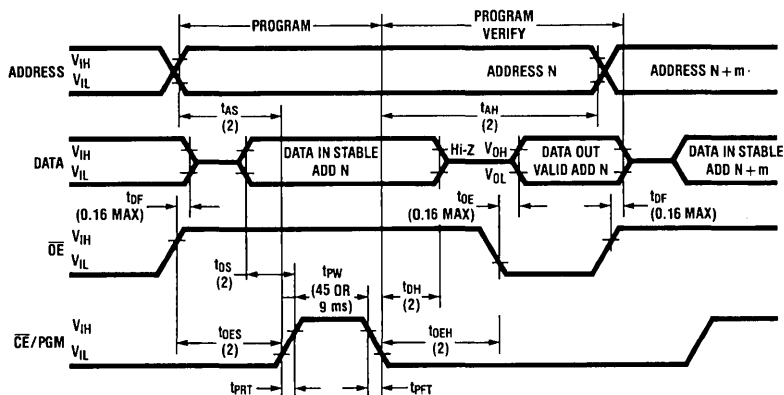 PROGRAM
PROGRAM VERIFY
ADDRESS
VIH
VIL
ADDRESS N
ADDRESS N + m
tAS
(2)
tAH
(2)
DATA
VIH
VIL
DATA IN STABLE
ADD N
Hi-Z
VOH
VOL
DATA OUT
VALID ADD N
DATA IN STABLE
ADD N + m
tDF
(0.16 MAX)
tOE
(0.16 MAX)
tDF
(0.16 MAX)
OE
VIH
VIL
tDS
(2)
tPW
(45 OR
9 ms)
tDH
(2)
CE/PGM
VIH
VIL
tOES
(2)
tOEH
(2)
tPRT
tPFT